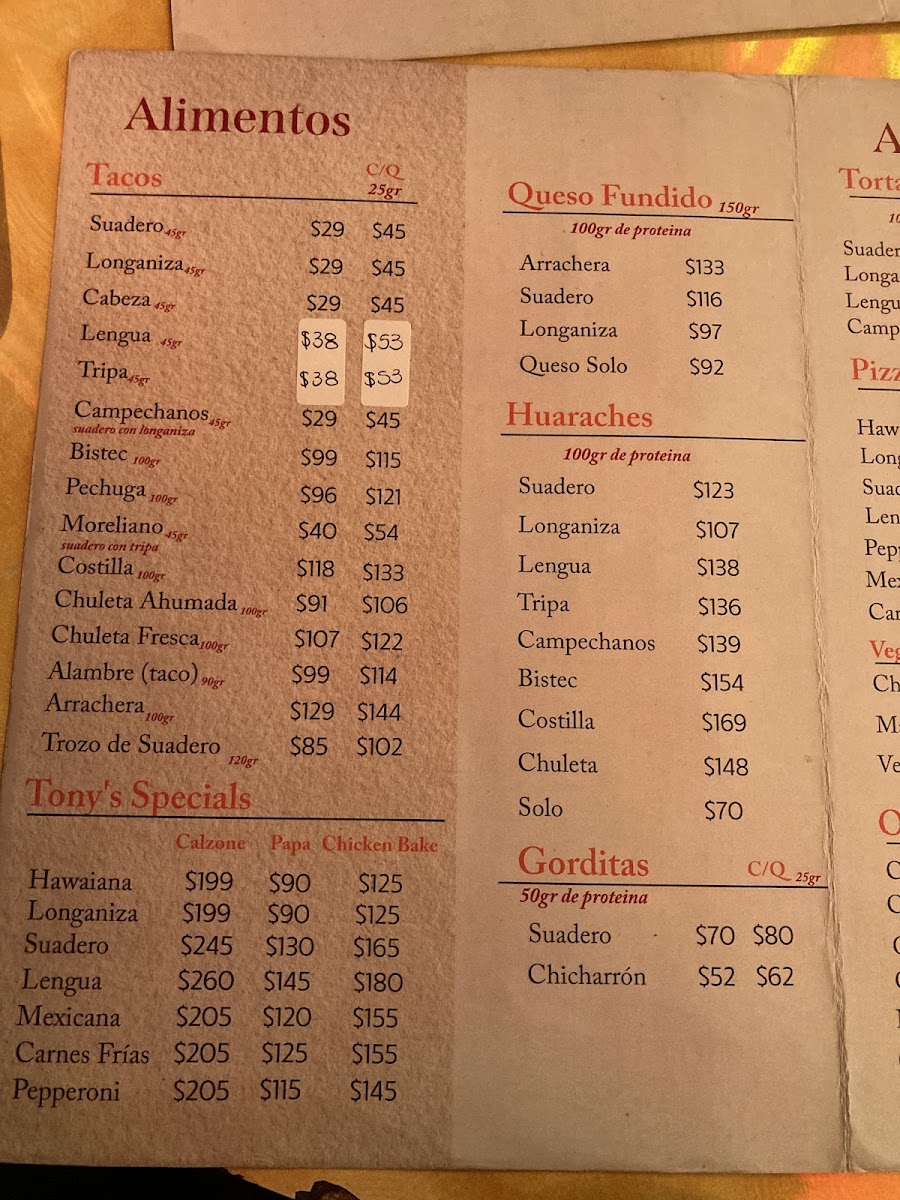 Alimentos
Tacos C/Q 25gr
Suadero 45gr $29 $45
Longaniza 45gr $29 $45
Cabeza 45gr $29 $45
Lengua 45gr $38 $53
Tripa 45gr $38 $53
Campechanos 45gr $29 $45
suadero con longaniza
Bistec 100gr $99 $115
Pechuga 100gr $96 $121
Moreliano 45gr $40 $54
suadero con tripa
Costilla 100gr $118 $133
Chuleta Ahumada 100gr $91 $106
Chuleta Fresca 100gr $107 $122
Alambre (taco) 90gr $99 $114
Arrachera 100gr $129 $144
Trozo de Suadero 120gr $85 $102
Tony's Specials
Calzone Papa Chicken Bake
Hawaiana $199 $90 $125
Longaniza $199 $90 $125
Suadero $245 $130 $165
Lengua $260 $145 $180
Mexicana $205 $120 $155
Carnes Frías $205 $125 $155
Pepperoni $205 $115 $145
Queso Fundido 150gr
100gr de proteina
Arrachera $133
Suadero $116
Longaniza $97
Queso Solo $92
Huaraches
100gr de proteina
Suadero $123
Longaniza $107
Lengua $138
Tripa $136
Campechanos $139
Bistec $154
Costilla $169
Chuleta $148
Solo $70
Gorditas C/Q 25gr
50gr de proteina
Suadero $70 $80
Chicharrón $52 $62